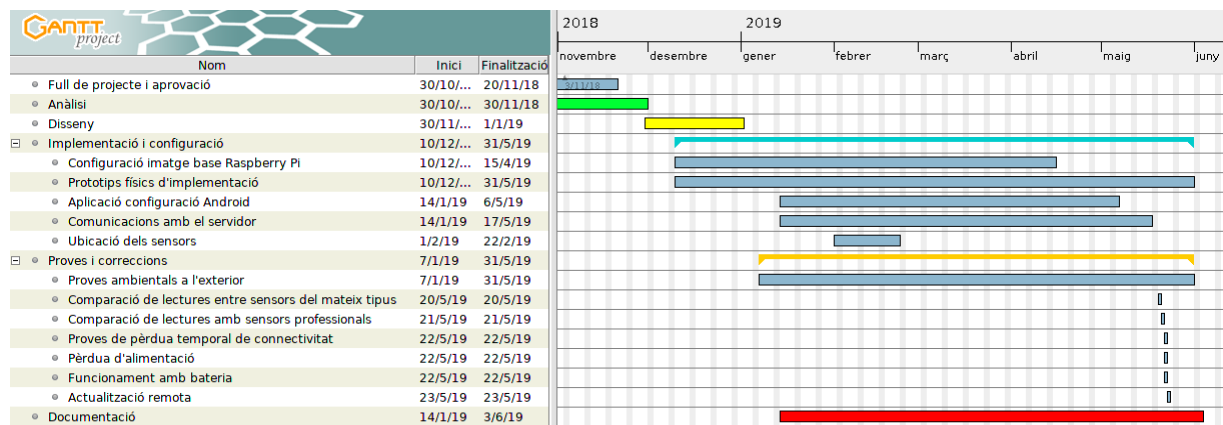 GANTT project
2018 2019
novembre desembre gener febrer març abril maig juny
Nom Inici Finalització
3/11/18
Full de projecte i aprovació 30/10/... 20/11/18
Anàlisi 30/10/... 30/11/18
Disseny 30/11/... 1/1/19
Implementació i configuració 10/12/... 31/5/19
Configuració imatge base Raspberry Pi 10/12/... 15/4/19
Prototips físics d'implementació 10/12/... 31/5/19
Aplicació configuració Android 14/1/19 6/5/19
Comunicacions amb el servidor 14/1/19 17/5/19
Ubicació dels sensors 1/2/19 22/2/19
Proves i correccions 7/1/19 31/5/19
Proves ambientals a l'exterior 7/1/19 31/5/19
Comparació de lectures entre sensors del mateix tipus 20/5/19 20/5/19
Comparació de lectures amb sensors professionals 21/5/19 21/5/19
Proves de pèrdua temporal de connectivitat 22/5/19 22/5/19
Pèrdua d'alimentació 22/5/19 22/5/19
Funcionament amb bateria 22/5/19 22/5/19
Actualització remota 23/5/19 23/5/19
Documentació 14/1/19 3/6/19